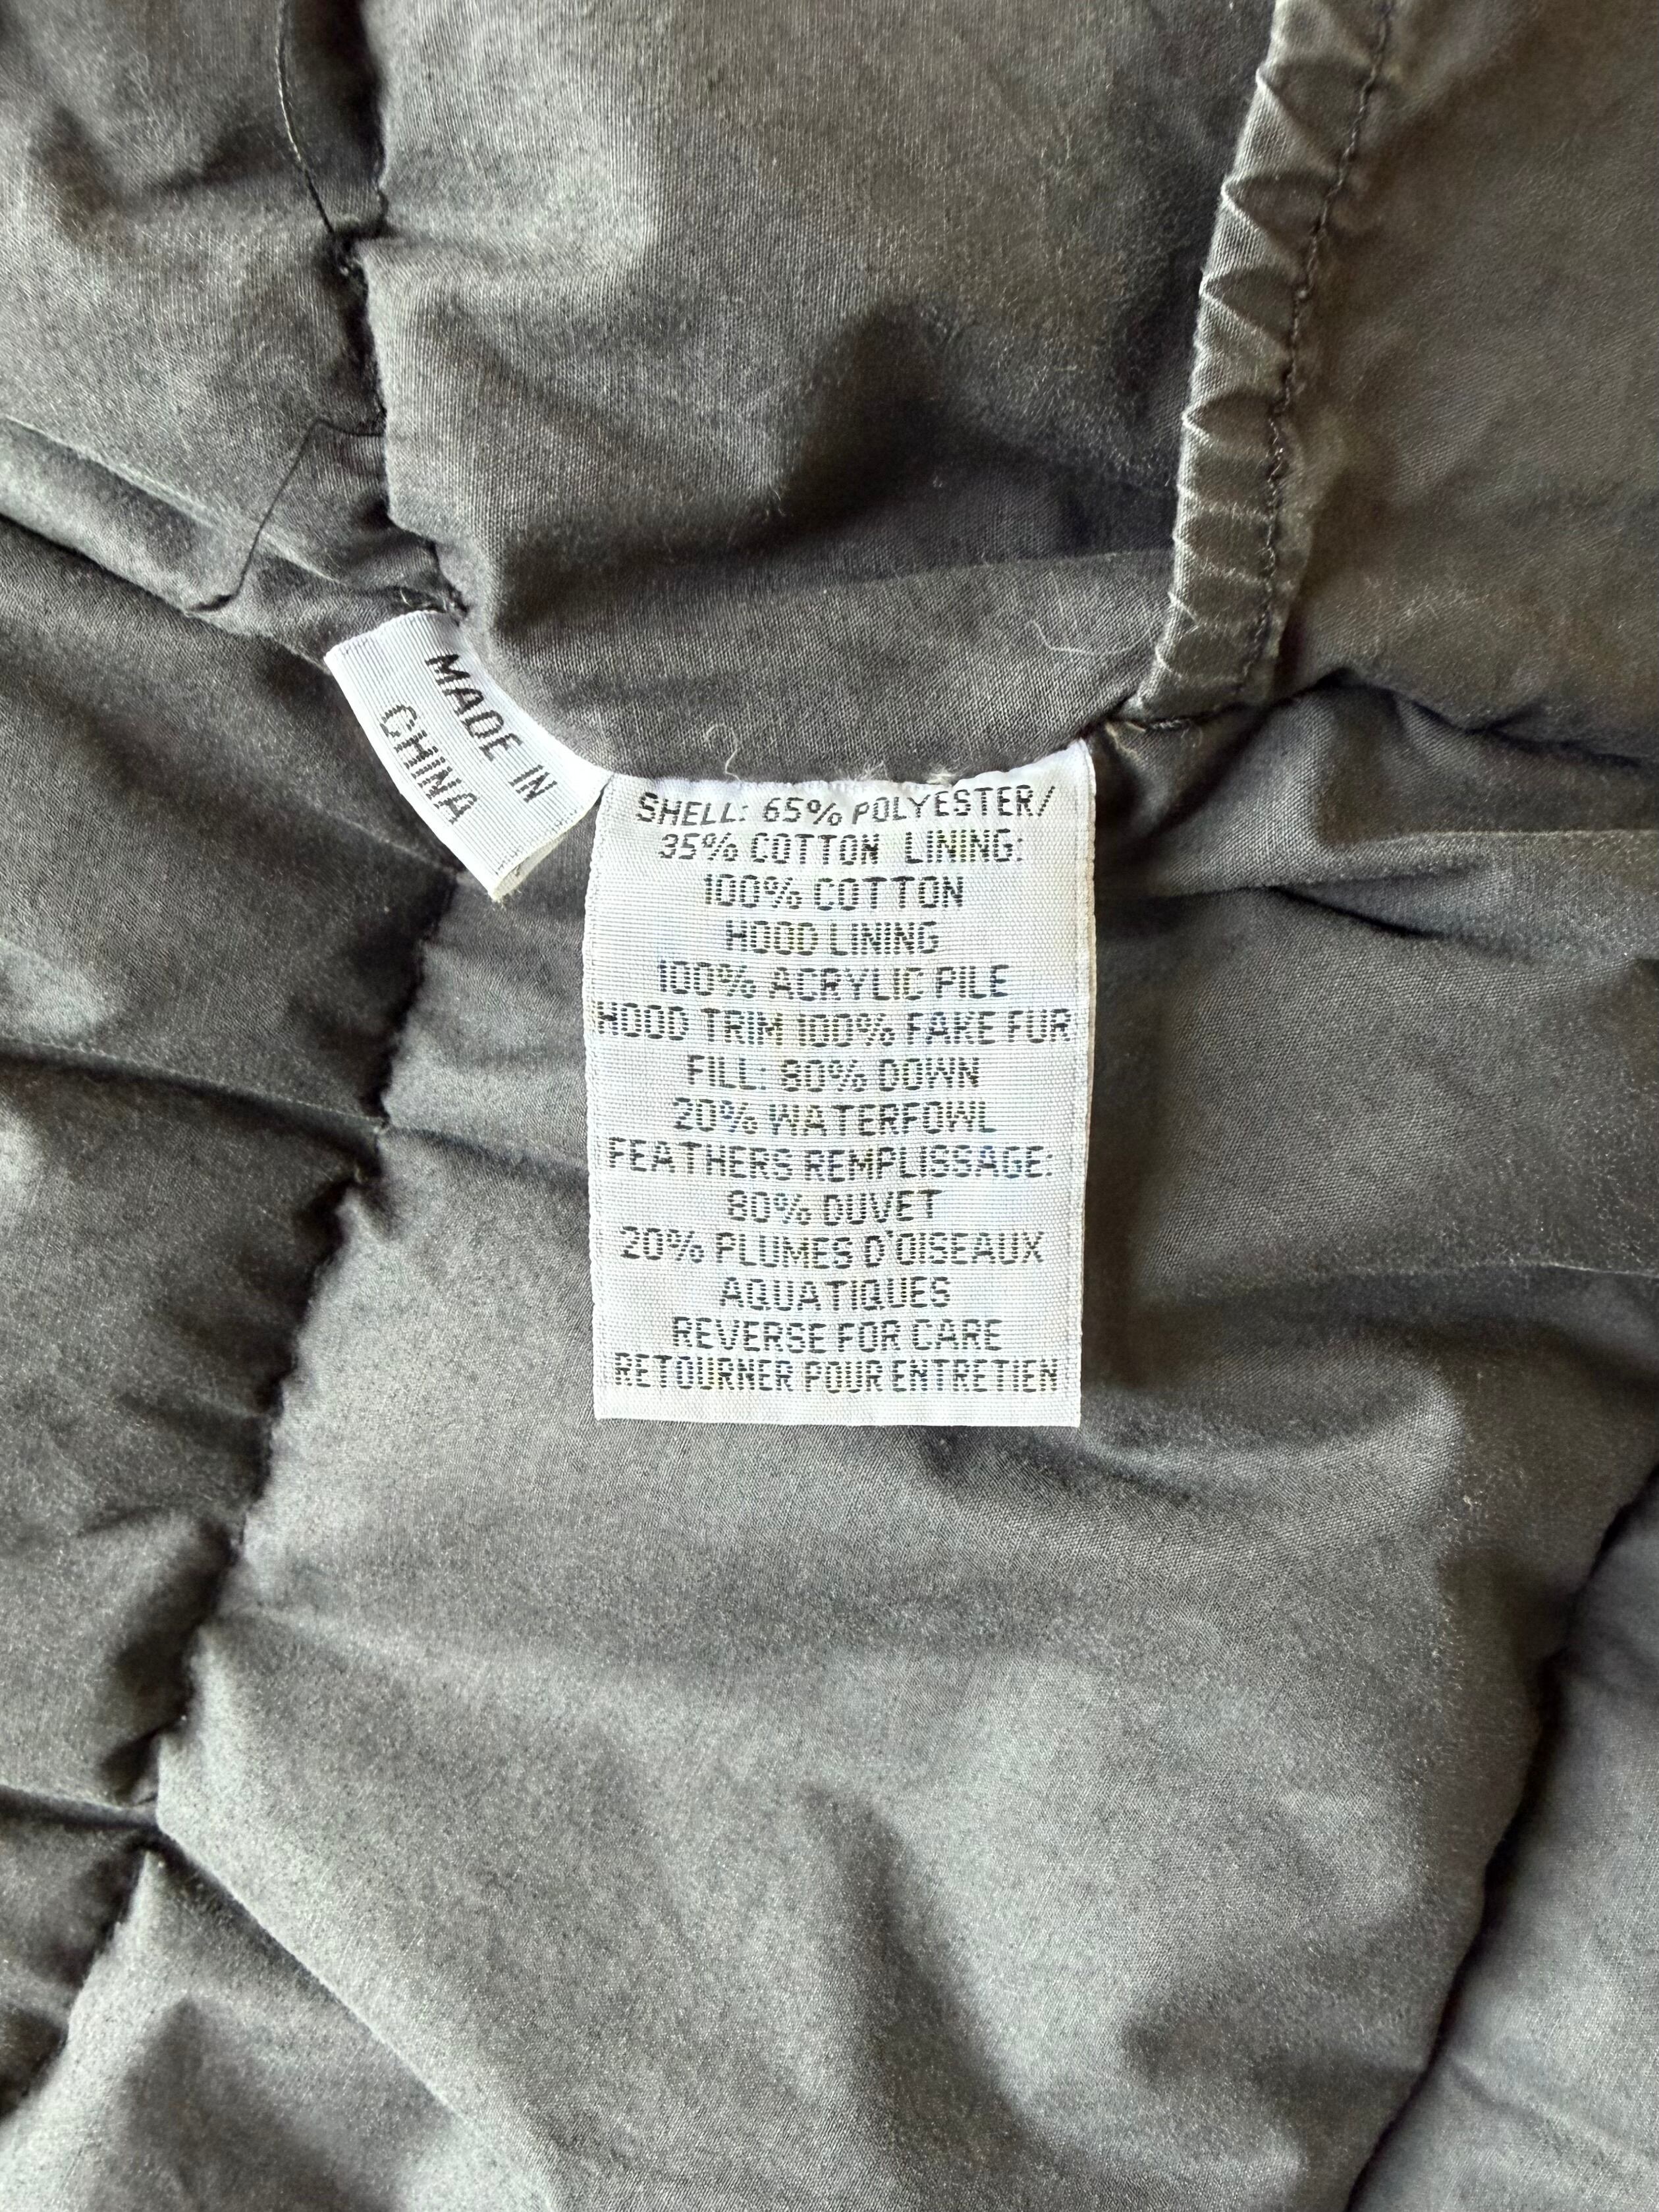 MADE IN
CHINA
SHELL: 65% POLYESTER/
35% COTTON LINING:
100% COTTON
HOOD LINING
100% ACRYLIC PILE
HOOD TRIM 100% FAKE FUR
FILL: 80% DOWN
20% WATERFOWL
FEATHERS REMPLISSAGE:
80% DUVET
20% PLUMES D'OISEAUX
AQUATIQUES
REVERSE FOR CARE
RETOURNER POUR ENTRETIEN